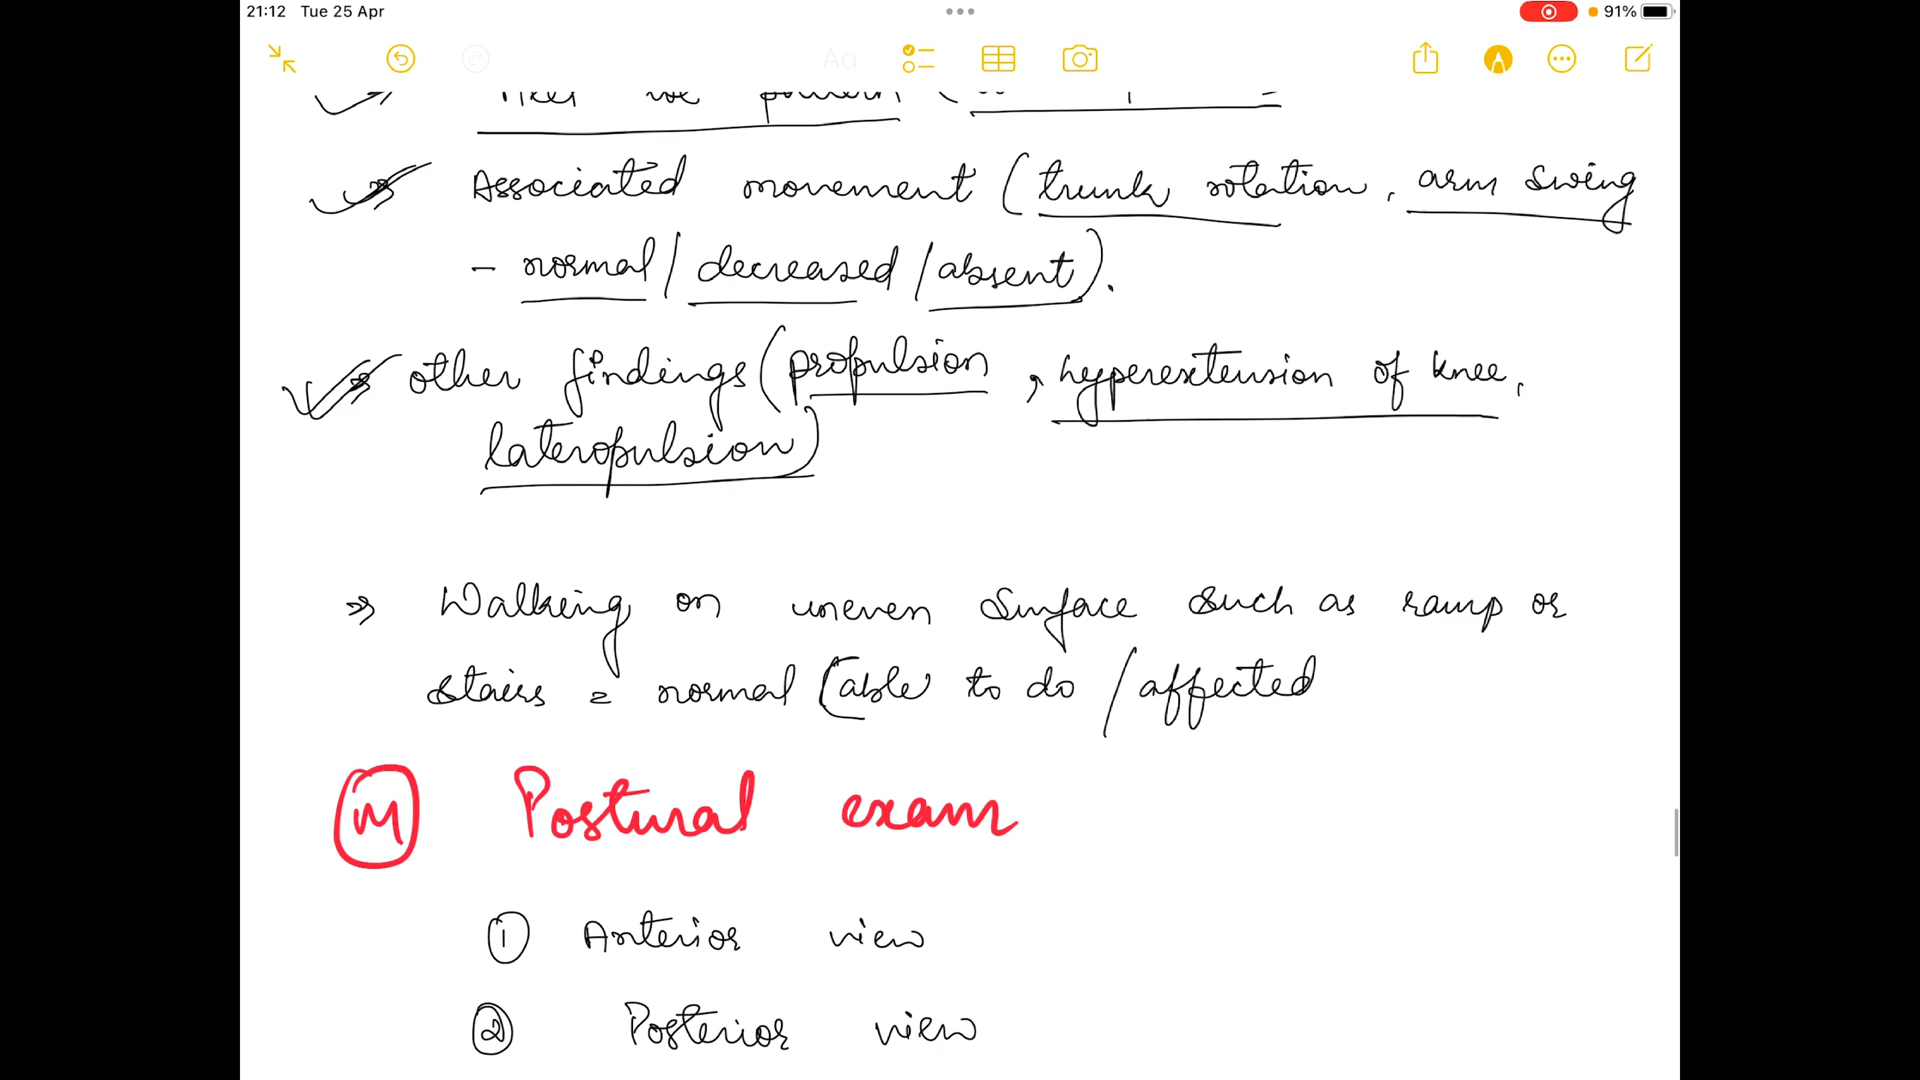 21:12 Tue 25 Apr
91%
Aa
Associated movement (trunk rotation, arm swing
- normal / decreased / absent).
other findings (propulsion, hyperextension of knee,
lateropulsion)
⇒ Walking on uneven surface such as ramp or
stairs = normal (able to do / affected
M Postural exam
1 Anterior view
2 Posterior view